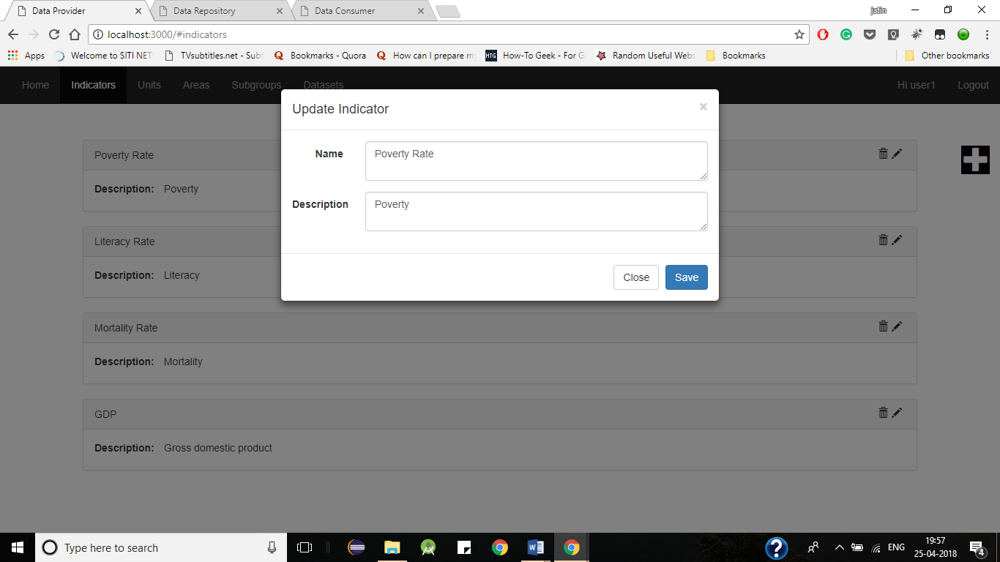 Data Provider
Data Repository
Data Consumer
jatin
localhost:3000/#indicators
Apps
Welcome to SITI NET
TVsubtitles.net - Subt
Bookmarks - Quora
How can I prepare m
HTG
How-To Geek - For G
Random Useful Webs
Bookmarks
Other bookmarks
Home
Indicators
Units
Areas
Subgroups
Datasets
Hi user1
Logout
Update Indicator
×
Name
Poverty Rate
Description
Poverty
Close
Save
Poverty Rate
Description: Poverty
Literacy Rate
Description: Literacy
Mortality Rate
Description: Mortality
GDP
Description: Gross domestic product
Type here to search
ENG
19:57
25-04-2018
4